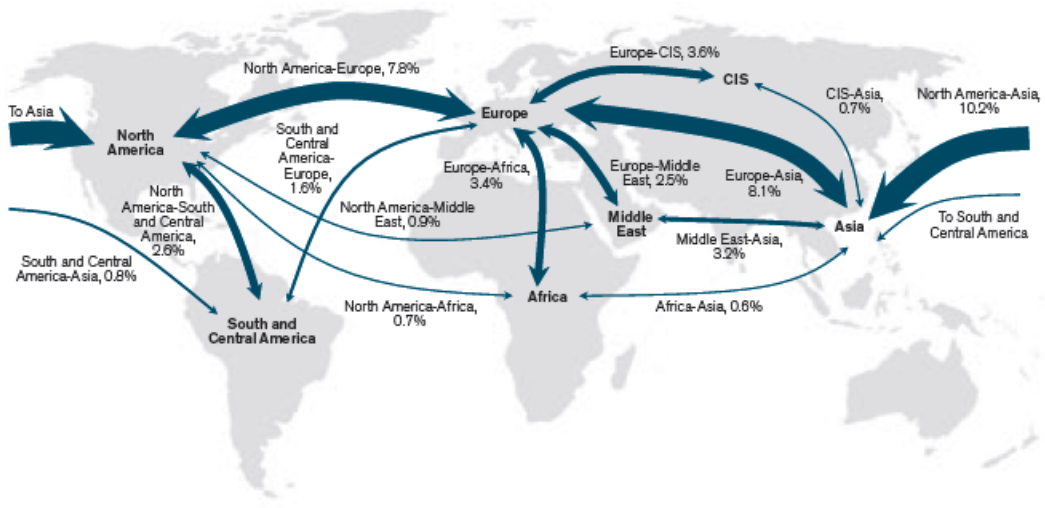 Europe-CIS, 3.6%
North America-Europe, 7.8%
CIS
CIS-Asia,
0.7%
North America-Asia,
10.2%
To Asia
Europe
North
America
South and
Central
America-
Europe,
1.6%
Europe-Africa,
3.4%
Europe-Middle
East, 2.5%
Europe-Asia,
8.1%
North
America-South
and Central
America,
2.6%
North America-Middle
East, 0.9%
Middle
East
Asia
To South and
Central America
Middle East-Asia,
3.2%
South and Central
America-Asia, 0.8%
Africa
North America-Africa,
0.7%
Africa-Asia, 0.6%
South and
Central America